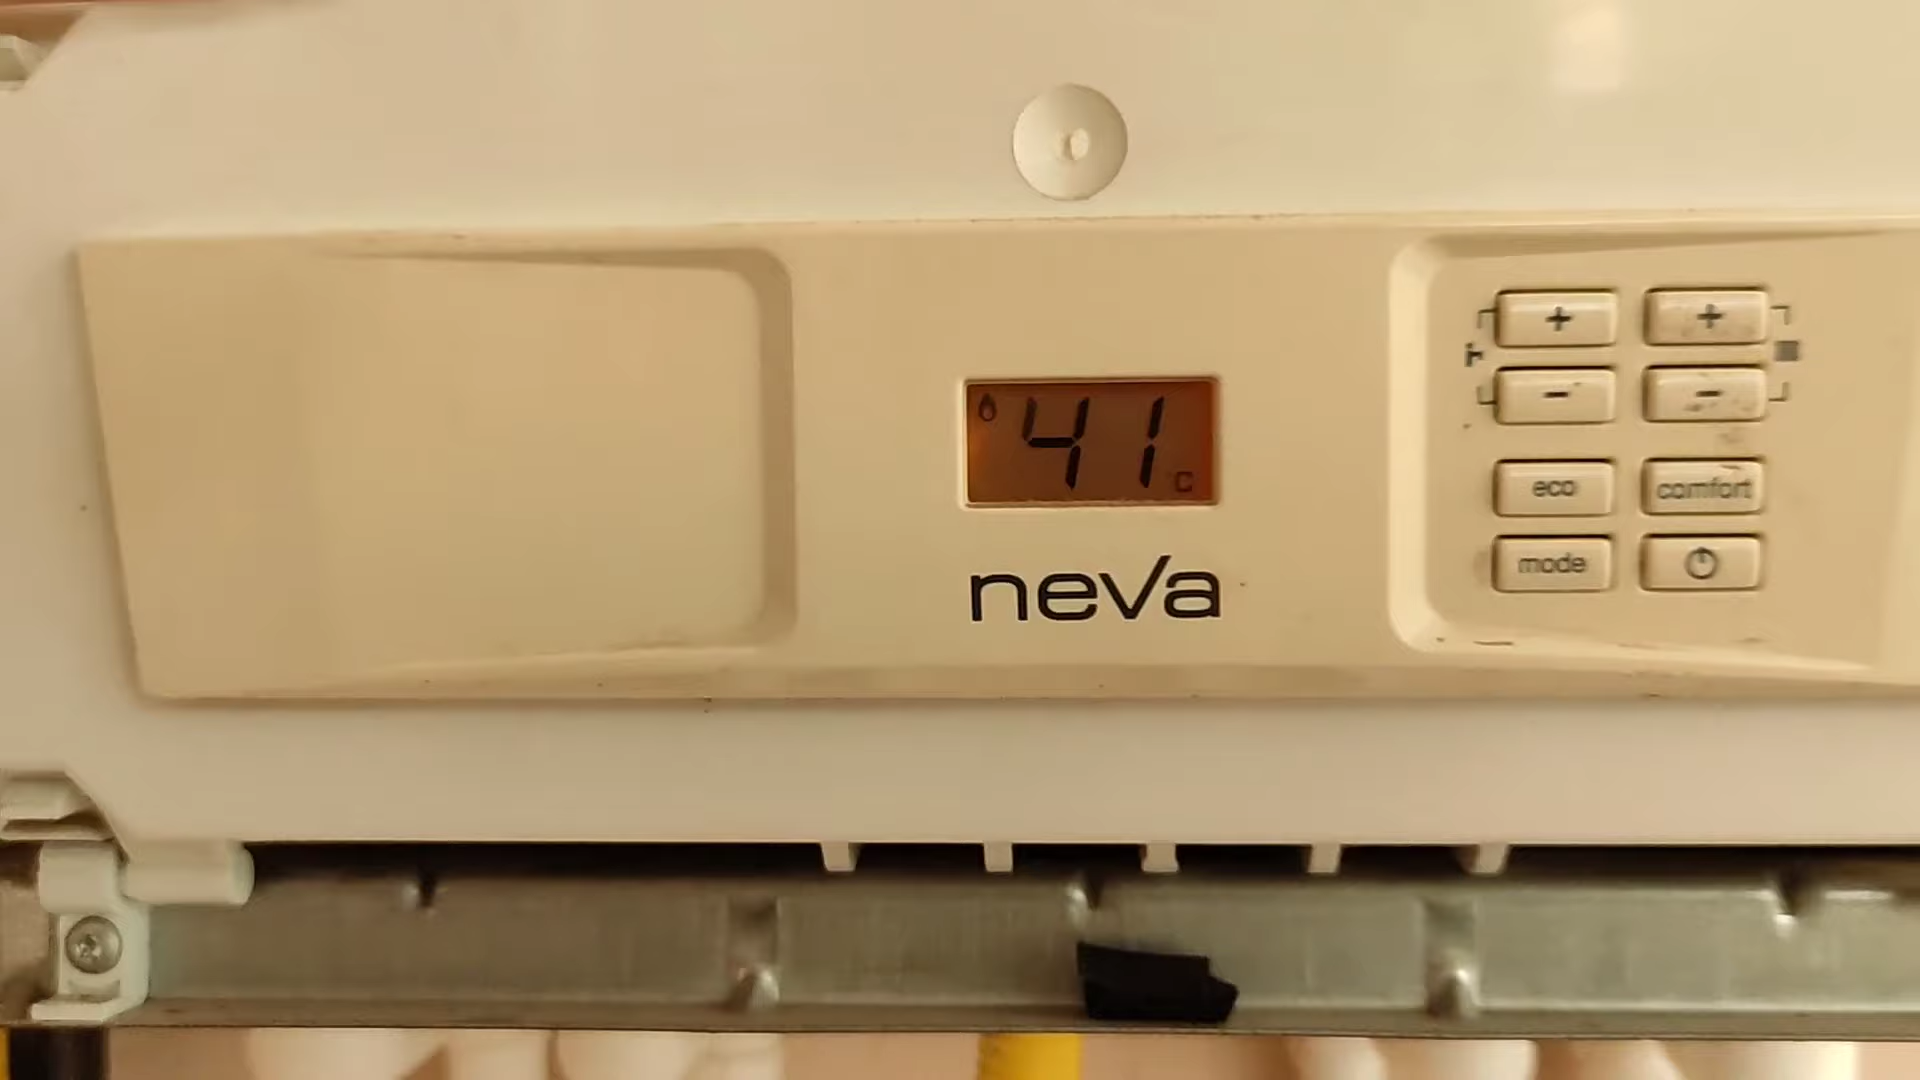 41
C
neva
+ +
- -
eco comfort
mode